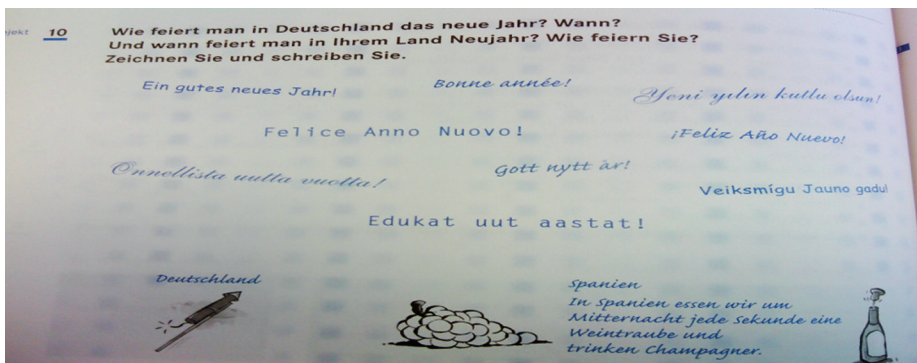 ojekt 10
Wie feiert man in Deutschland das neue Jahr? Wann?
Und wann feiert man in Ihrem Land Neujahr? Wie feiern Sie?
Zeichnen Sie und schreiben Sie.
Ein gutes neues Jahr!
Bonne année!
Yeni yılın kutlu olsun!
Felice Anno Nuovo!
¡Feliz Año Nuevo!
Onnellista uutta vuotta!
Gott nytt år!
Veiksmígu Jauno gadu!
Edukat uut aastat!
Deutschland
Spanien
In Spanien essen wir um
Mitternacht jede Sekunde eine
Weintraube und
trinken Champagner.